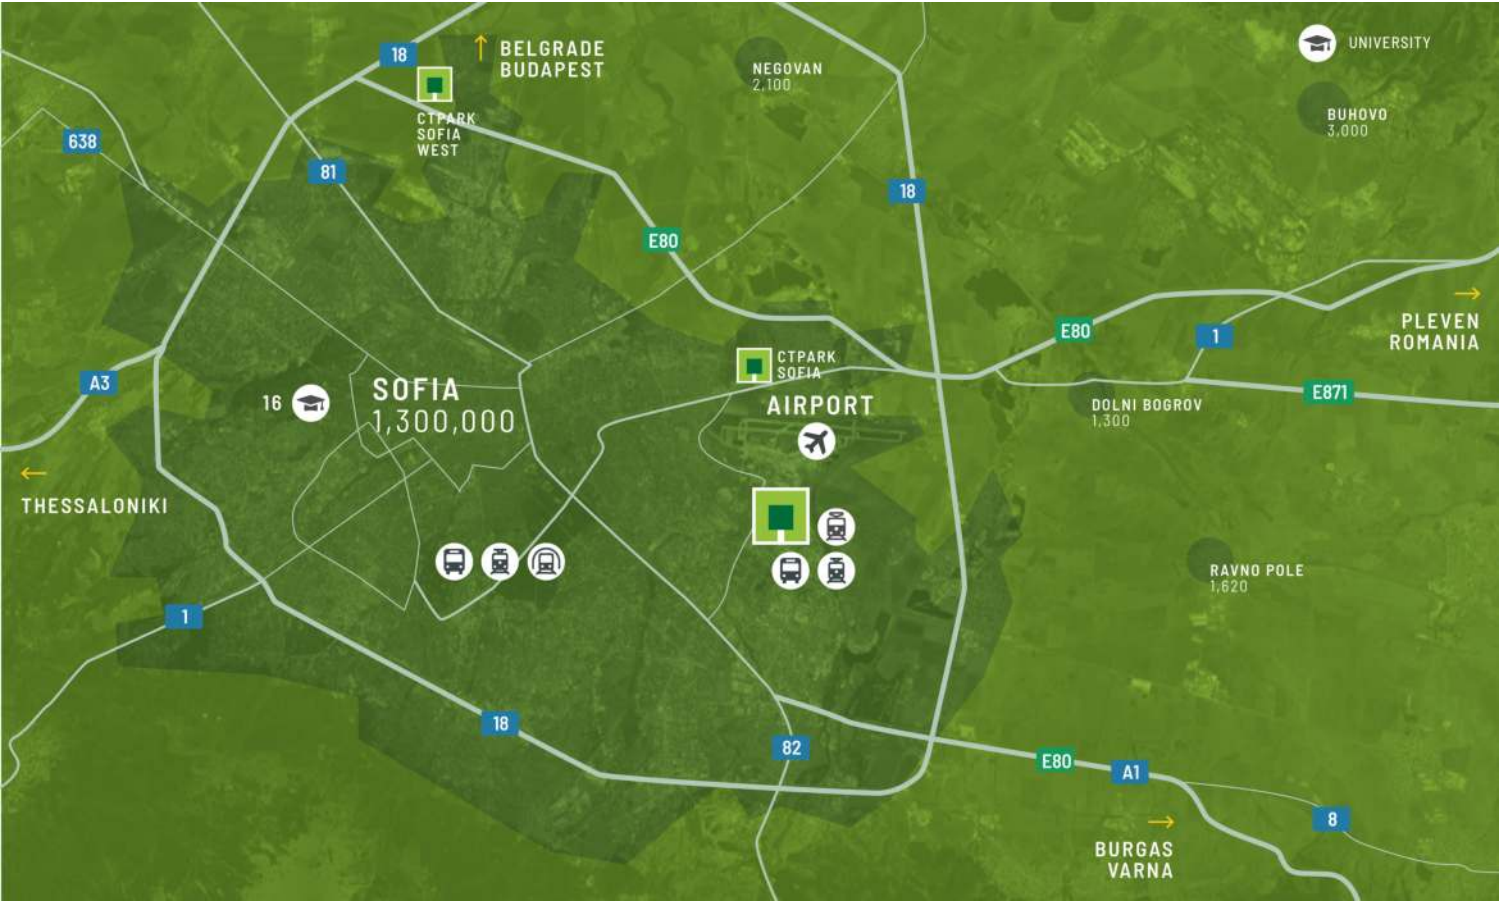 18
BELGRADE
BUDAPEST
UNIVERSITY
NEGOVAN
2,100
BUHOVO
3,000
CTPARK
SOFIA
WEST
638
81
18
E80
PLEVEN
ROMANIA
E80
1
CTPARK
SOFIA
A3
SOFIA
1,300,000
16
AIRPORT
E871
DOLNI BOGROV
1,300
THESSALONIKI
RAVNO POLE
1,620
1
18
82
E80
A1
8
BURGAS
VARNA